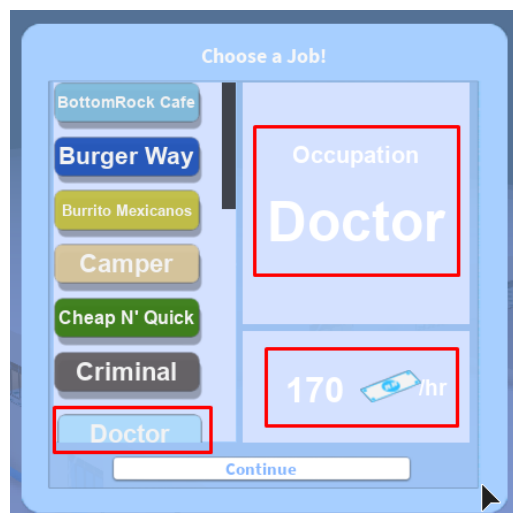 Choose a Job!
BottomRock Cafe
Burger Way
Burrito Mexicanos
Camper
Cheap N' Quick
Criminal
Doctor
Occupation
Doctor
170 /hr
Continue